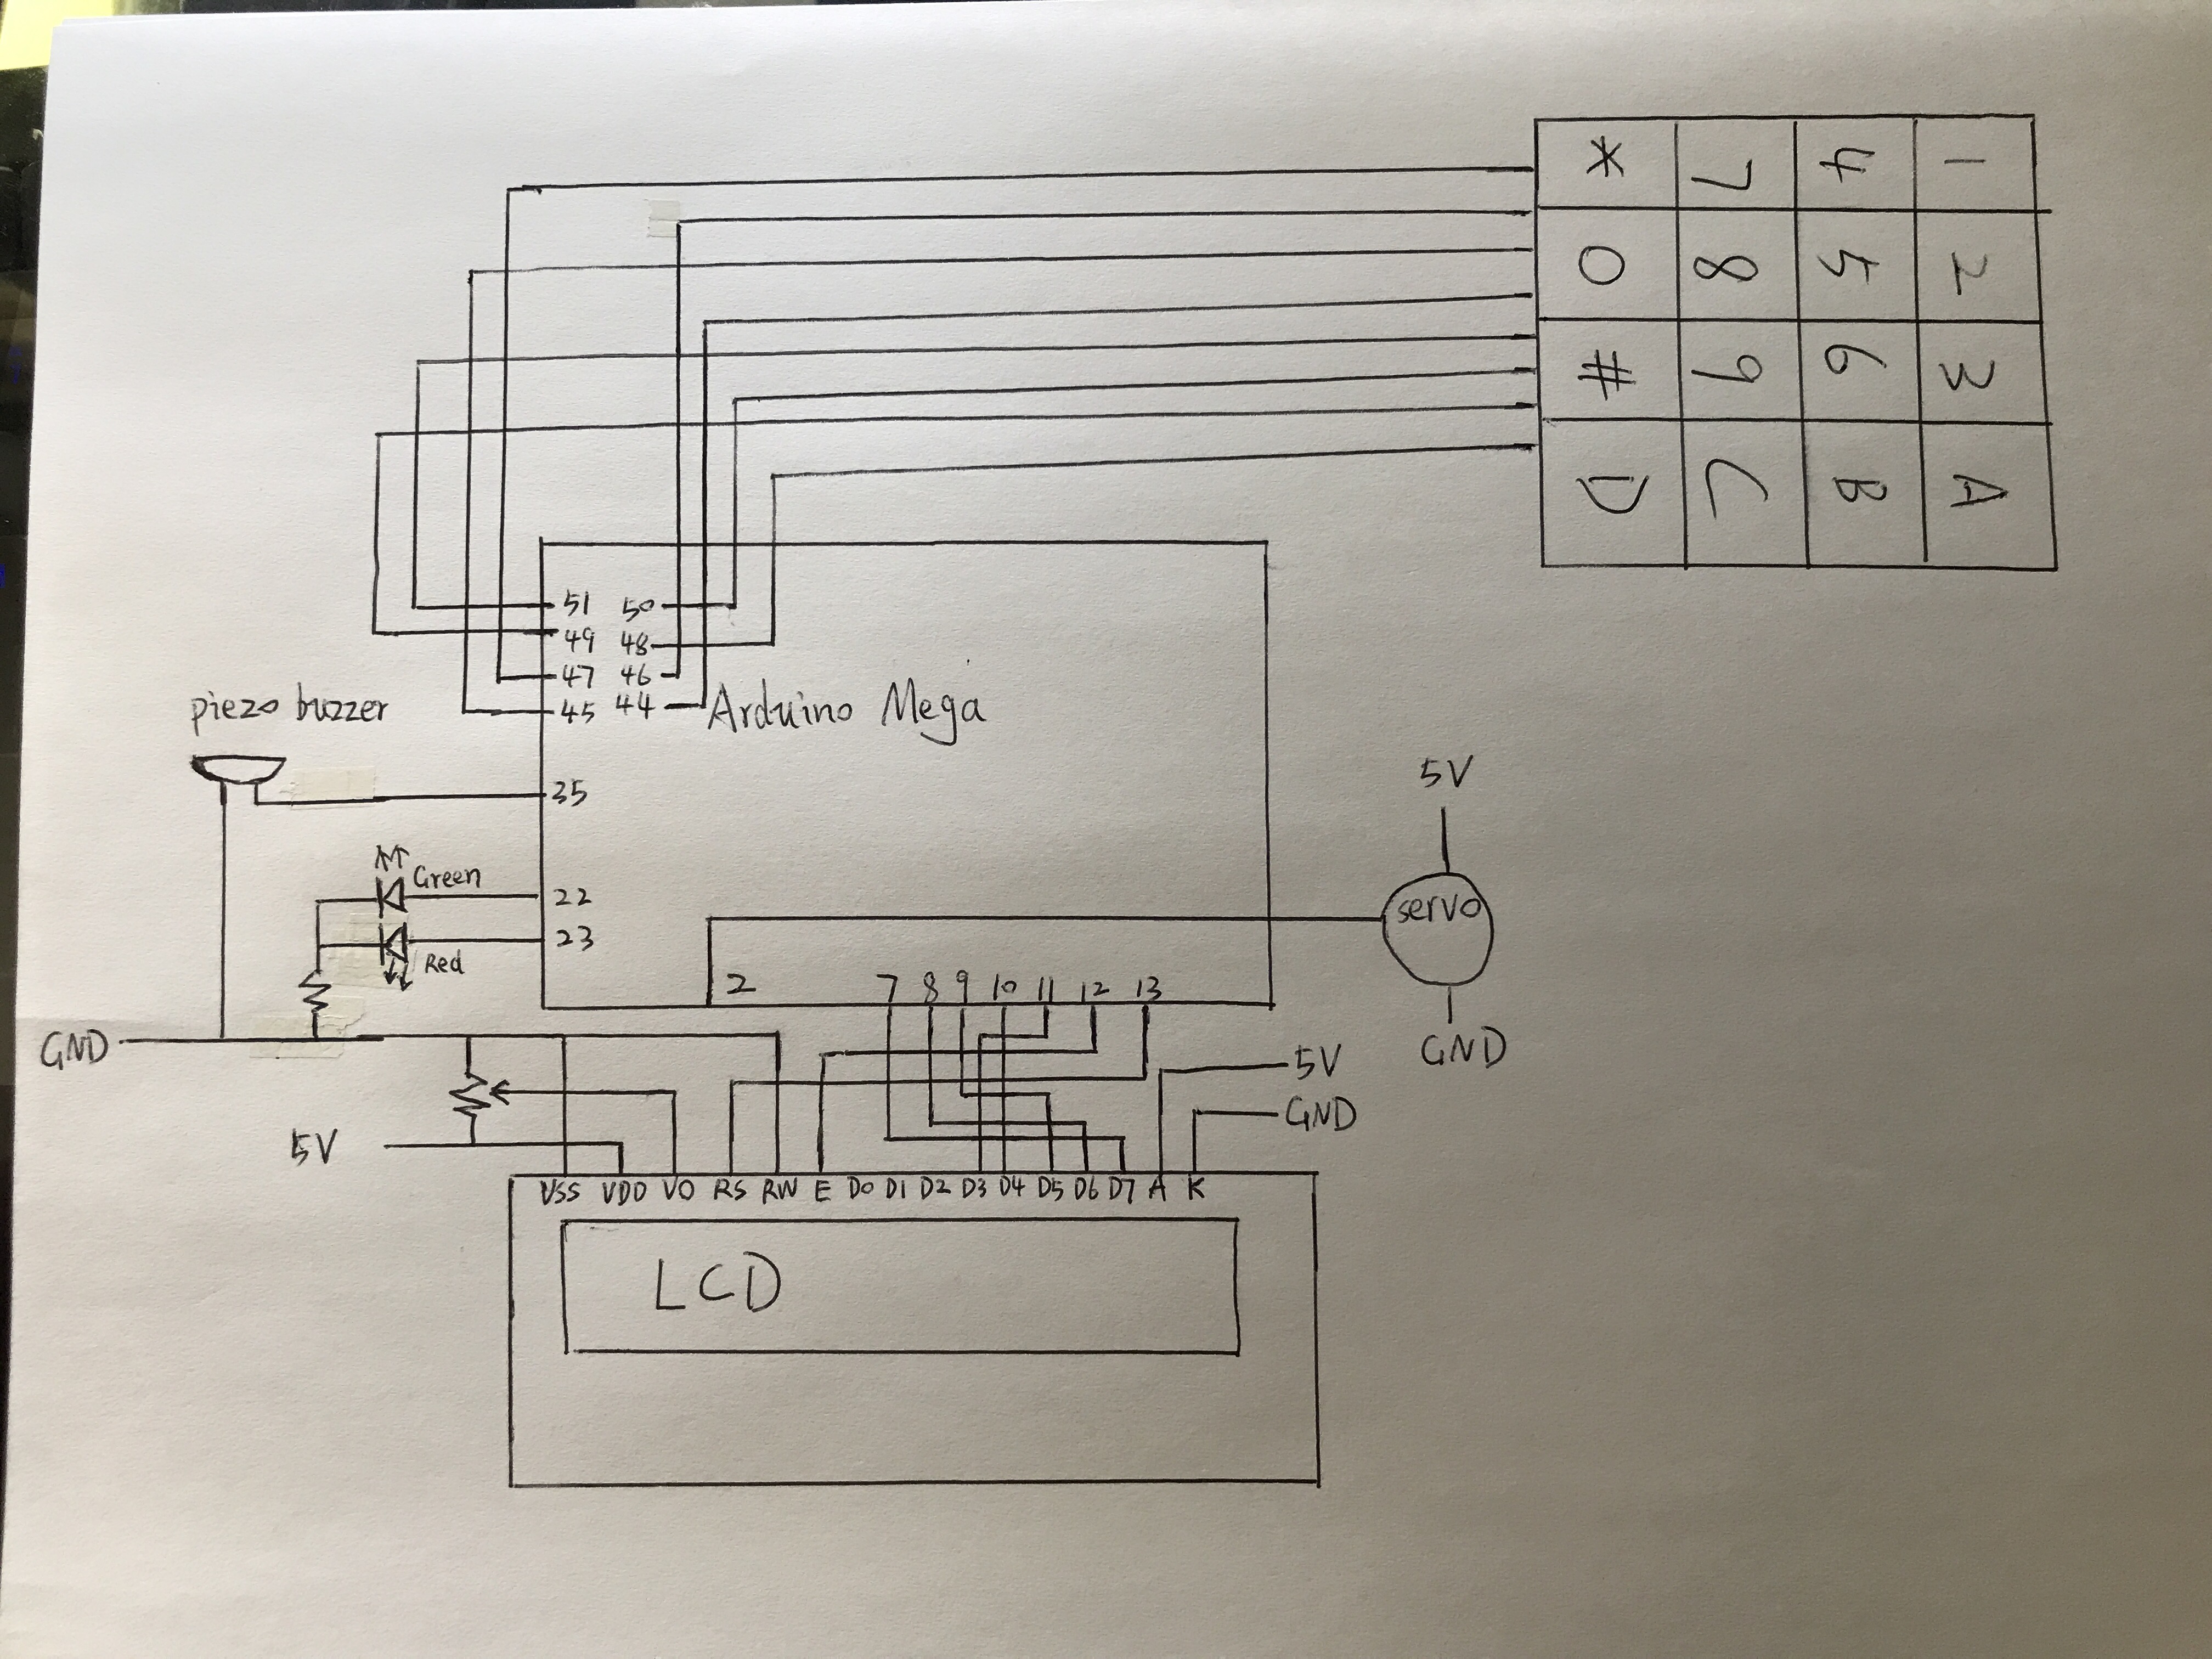 * 7 4 1
0 8 5 2
# 9 6 3
D C B A
51 50
49 48
47 46
45 44
Arduino Mega
piezo buzzer
35
5V
Green
22
servo
23
Red
2 7 8 9 10 11 12 13
GND
GND
5V
GND
5V
VSS VDD VO RS RW E D0 D1 D2 D3 D4 D5 D6 D7 A K
LCD